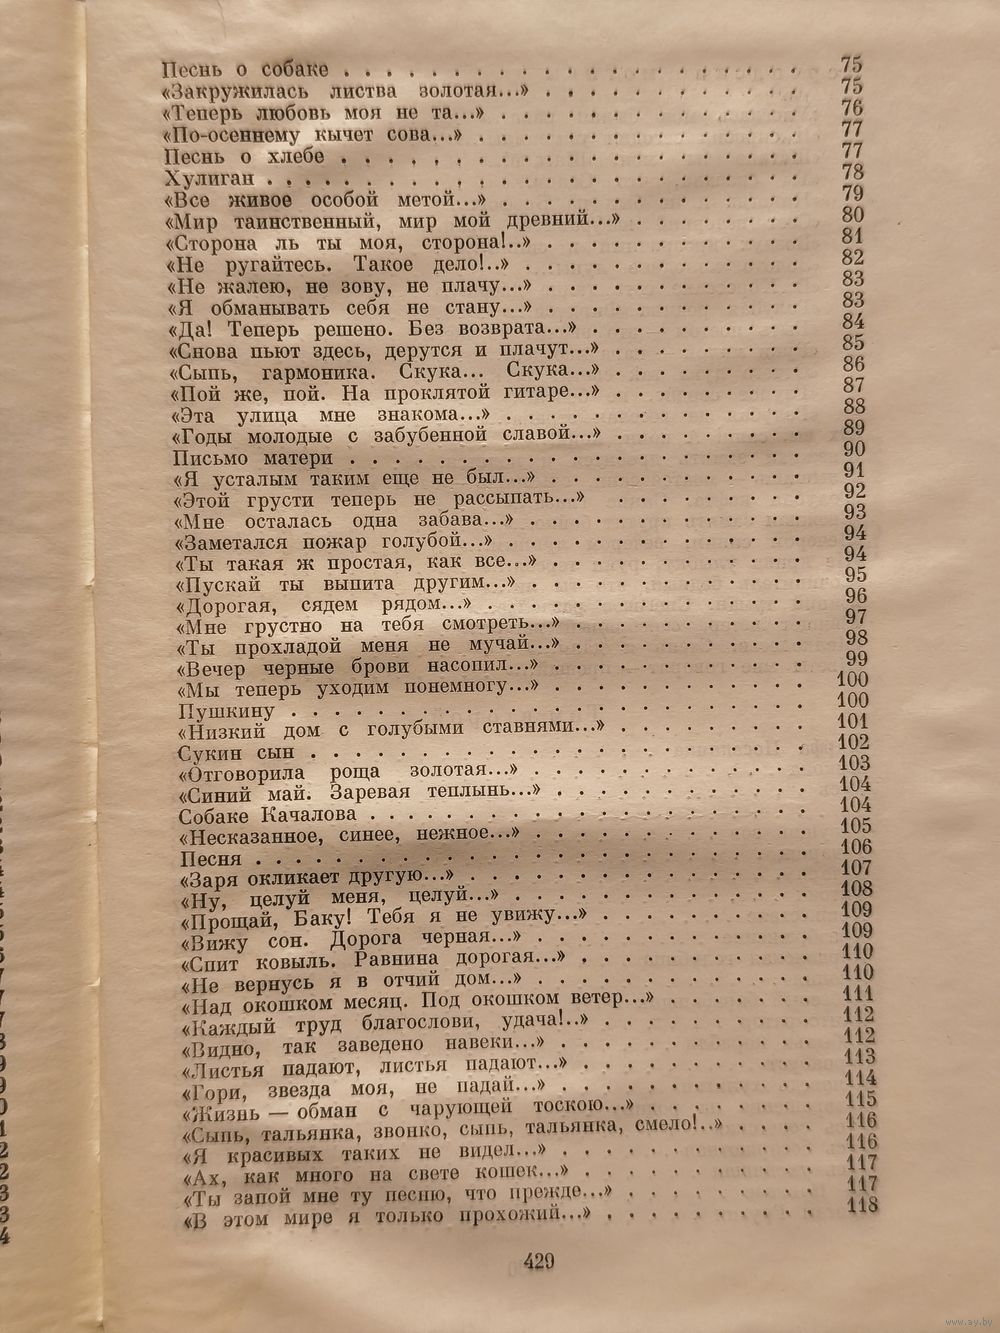 Песнь о собаке . . . . . . . . . . . . . . . . . . . . 75
«Закружилась листва золотая...» . . . . . . . . . . . . 75
«Теперь любовь моя не та...» . . . . . . . . . . . . . . 76
«По-осеннему кычет сова...» . . . . . . . . . . . . . . 77
Песнь о хлебе . . . . . . . . . . . . . . . . . . . . 77
Хулиган . . . . . . . . . . . . . . . . . . . . . . . 78
«Все живое особой метой...» . . . . . . . . . . . . . . 79
«Мир таинственный, мир мой древний...» . . . . . . . . 80
«Сторона ль ты моя, сторона!..» . . . . . . . . . . . . 81
«Не ругайтесь. Такое дело!..» . . . . . . . . . . . . . 82
«Не жалею, не зову, не плачу...» . . . . . . . . . . . . 83
«Я обманывать себя не стану...» . . . . . . . . . . . . 83
«Да! Теперь решено. Без возврата...» . . . . . . . . . . 84
«Снова пьют здесь, дерутся и плачут...» . . . . . . . . . 85
«Сыпь, гармоника. Скука... Скука...» . . . . . . . . . 86
«Пой же, пой. На проклятой гитаре...» . . . . . . . . . 87
«Эта улица мне знакома...» . . . . . . . . . . . . . . 88
«Годы молодые с забубенной славой...» . . . . . . . . . 89
Письмо матери . . . . . . . . . . . . . . . . . . . . 90
«Я усталым таким еще не был...» . . . . . . . . . . . . 91
«Этой грусти теперь не рассыпать...» . . . . . . . . . 92
«Мне осталась одна забава...» . . . . . . . . . . . . . 93
«Заметался пожар голубой...» . . . . . . . . . . . . . . 94
«Ты такая ж простая, как все...» . . . . . . . . . . . . 94
«Пускай ты выпита другим...» . . . . . . . . . . . . . 95
«Дорогая, сядем рядом...» . . . . . . . . . . . . . . . 96
«Мне грустно на тебя смотреть...» . . . . . . . . . . . 97
«Ты прохладой меня не мучай...» . . . . . . . . . . . 98
«Вечер черные брови насопил...» . . . . . . . . . . . . 99
«Мы теперь уходим понемногу...» . . . . . . . . . . . . 100
Пушкину . . . . . . . . . . . . . . . . . . . . . . . 100
«Низкий дом с голубыми ставнями...» . . . . . . . . . 101
Сукин сын . . . . . . . . . . . . . . . . . . . . . . 102
«Отговорила роща золотая...» . . . . . . . . . . . . . 103
«Синий май. Заревая теплынь...» . . . . . . . . . . . . 104
Собаке Качалова . . . . . . . . . . . . . . . . . . . 104
«Несказанное, синее, нежное...» . . . . . . . . . . . . 105
Песня . . . . . . . . . . . . . . . . . . . . . . . . 106
«Заря окликает другую...» . . . . . . . . . . . . . . . 107
«Ну, целуй меня, целуй...» . . . . . . . . . . . . . . 108
«Прощай, Баку! Тебя я не увижу...» . . . . . . . . . . 109
«Вижу сон. Дорога черная...» . . . . . . . . . . . . . 109
«Спит ковыль. Равнина дорогая...» . . . . . . . . . . . 110
«Не вернусь я в отчий дом...» . . . . . . . . . . . . . 110
«Над окошком месяц. Под окошком ветер...» . . . . . . . 111
«Каждый труд благослови, удача!..» . . . . . . . . . . 112
«Видно, так заведено навеки...» . . . . . . . . . . . . 112
«Листья падают, листья падают...» . . . . . . . . . . . 113
«Гори, звезда моя, не падай...» . . . . . . . . . . . . 114
«Жизнь — обман с чарующей тоскою...» . . . . . . . . 115
«Сыпь, тальянка, звонко, сыпь, тальянка, смело!..» . . . . 116
«Я красивых таких не видел...» . . . . . . . . . . . . 116
«Ах, как много на свете кошек...» . . . . . . . . . . . 117
«Ты запой мне ту песню, что прежде...» . . . . . . . . . 117
«В этом мире я только прохожий...» . . . . . . . . . . 118
429
www.ay.by